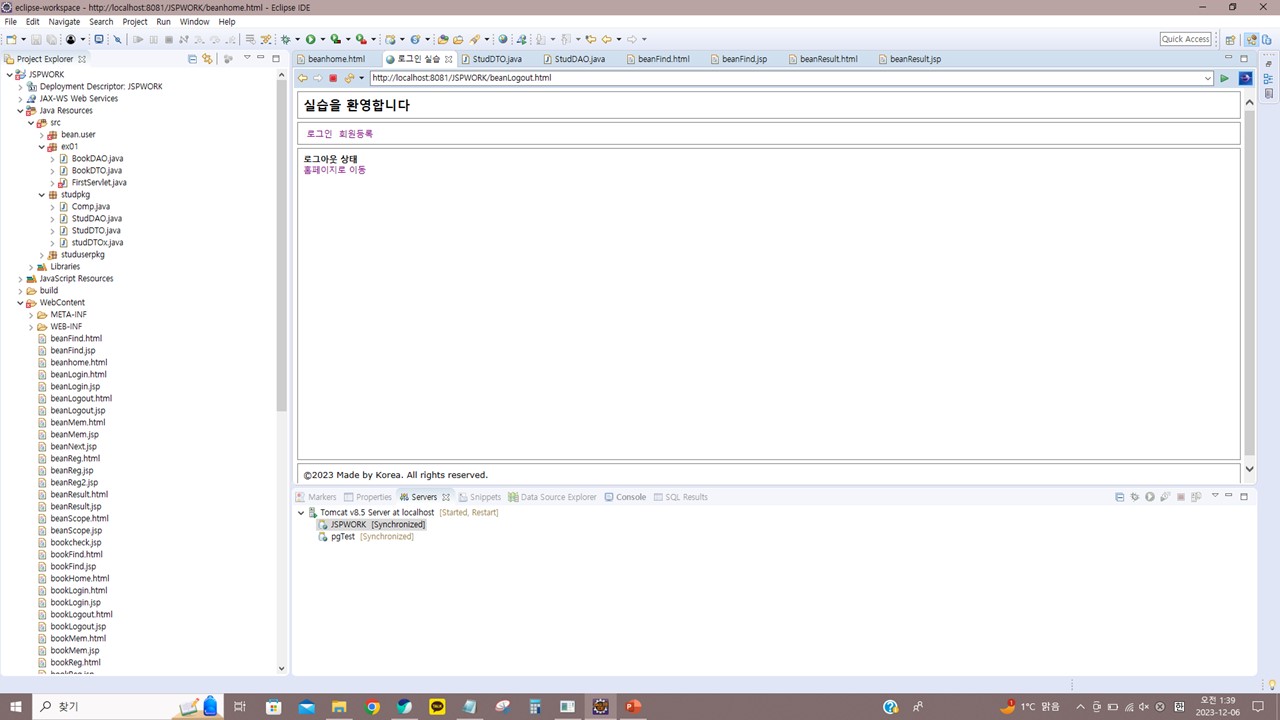 eclipse-workspace - http://localhost:8081/JSPWORK/beanhome.html - Eclipse IDE
File Edit Navigate Search Project Run Window Help
Quick Access
Project Explorer
JSPWORK
Deployment Descriptor: JSPWORK
JAX-WS Web Services
Java Resources
src
bean.user
ex01
BookDAO.java
BookDTO.java
FirstServlet.java
studpkg
Comp.java
StudDAO.java
StudDTO.java
studDTOx.java
studuserpkg
Libraries
JavaScript Resources
build
WebContent
META-INF
WEB-INF
beanFind.html
beanFind.jsp
beanhome.html
beanLogin.html
beanLogin.jsp
beanLogout.html
beanLogout.jsp
beanMem.html
beanMem.jsp
beanNext.jsp
beanReg.html
beanReg.jsp
beanReg2.jsp
beanResult.html
beanResult.jsp
beanScope.html
beanScope.jsp
bookcheck.jsp
bookFind.html
bookFind.jsp
bookHome.html
bookLogin.html
bookLogin.jsp
bookLogout.html
bookLogout.jsp
bookMem.html
bookMem.jsp
bookReg.html
bookReg.jsp
beanhome.html 로그인 실습 StudDTO.java StudDAO.java beanFind.html beanFind.jsp beanResult.html beanResult.jsp
http://localhost:8081/JSPWORK/beanLogout.html
실습을 환영합니다
로그인 회원등록
로그아웃 상태
홈페이지로 이동
©2023 Made by Korea. All rights reserved.
Markers Properties Servers Snippets Data Source Explorer Console SQL Results
Tomcat v8.5 Server at localhost [Started, Restart]
JSPWORK [Synchronized]
pgTest [Synchronized]
찾기
1°C 맑음
오전 1:39
2023-12-06